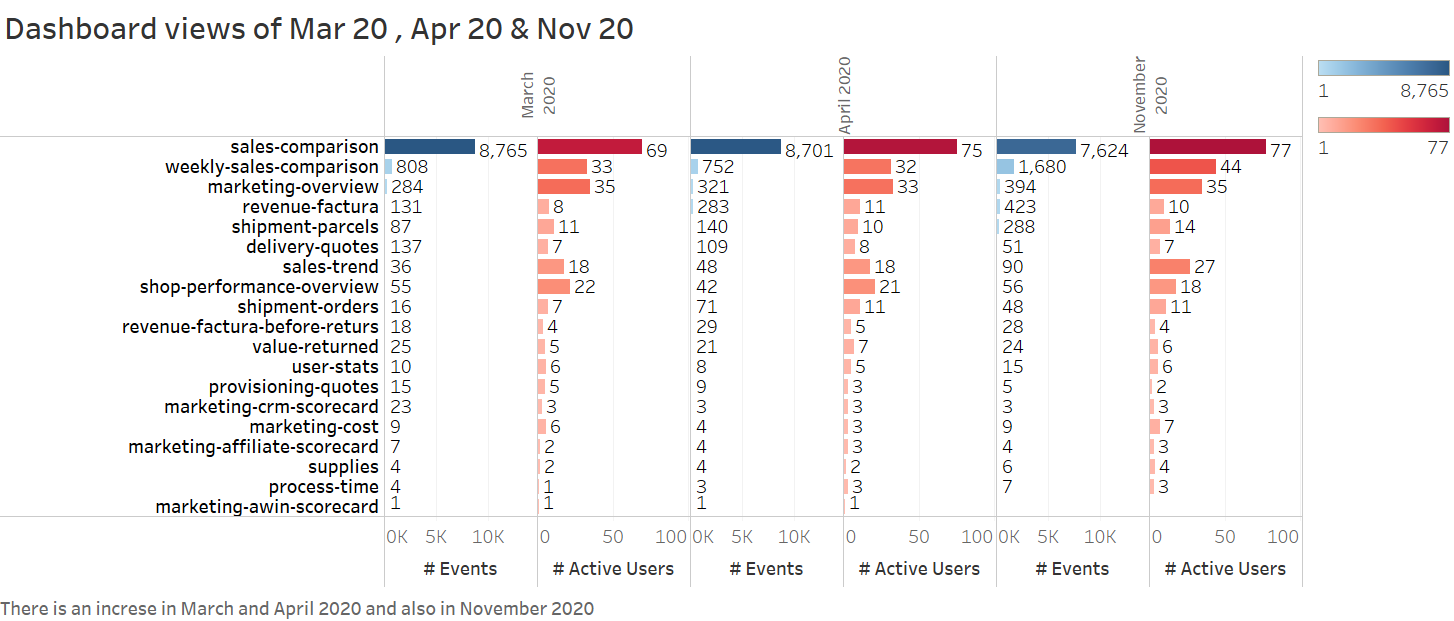 Dashboard views of Mar 20 , Apr 20 & Nov 20
March 2020 April 2020 November 2020
1 8,765
1 77
sales-comparison 8,765 69 8,701 75 7,624 77
weekly-sales-comparison 808 33 752 32 1,680 44
marketing-overview 284 35 321 33 394 35
revenue-factura 131 8 283 11 423 10
shipment-parcels 87 11 140 10 288 14
delivery-quotes 137 7 109 8 51 7
sales-trend 36 18 48 18 90 27
shop-performance-overview 55 22 42 21 56 18
shipment-orders 16 7 71 11 48 11
revenue-factura-before-returs 18 4 29 5 28 4
value-returned 25 5 21 7 24 6
user-stats 10 6 8 5 15 6
provisioning-quotes 15 5 9 3 5 2
marketing-crm-scorecard 23 3 3 3 3 3
marketing-cost 9 6 4 3 9 7
marketing-affiliate-scorecard 7 2 4 3 4 3
supplies 4 2 4 2 6 4
process-time 4 1 3 3 7 3
marketing-awin-scorecard 1 1 1 1
0K 5K 10K 0 50 100 0K 5K 10K 0 50 100 0K 5K 10K 0 50 100
# Events # Active Users # Events # Active Users # Events # Active Users
There is an increse in March and April 2020 and also in November 2020